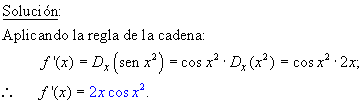 Solución:
Aplicando la regla de la cadena:
f '(x) = Dₓ(sen x²) = cos x² · Dₓ(x²) = cos x² · 2x;
∴ f '(x) = 2x cos x².